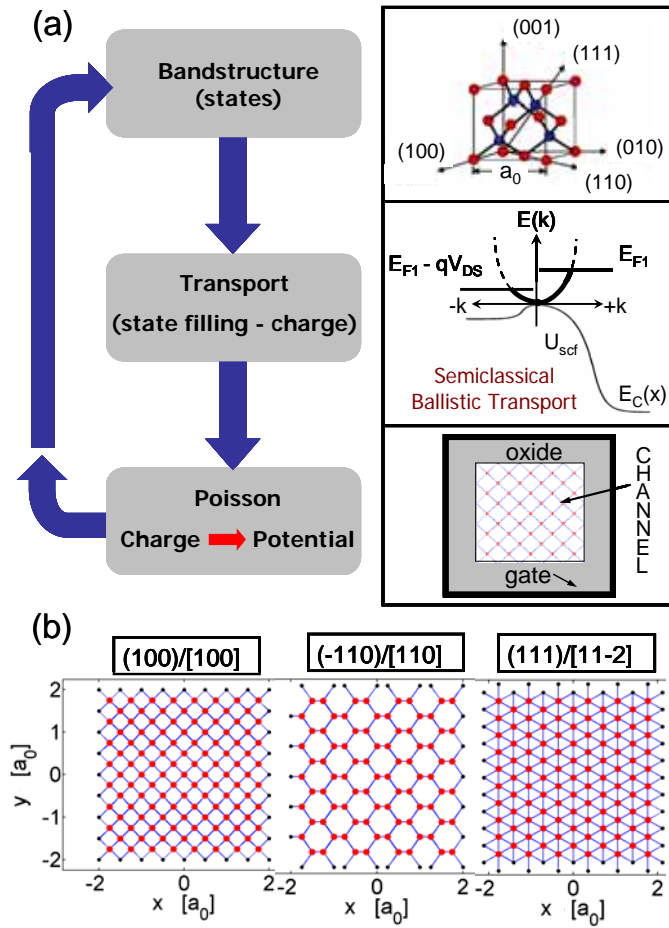 (a)
Bandstructure
(states)
Transport
(state filling - charge)
Poisson
Charge Potential
(001)
(111)
(100)
(010)
a0
(110)
E(k)
EF1 - qVDS
EF1
-k
+k
Uscf
Semiclassical
Ballistic Transport
EC(x)
oxide
CHANNEL
gate
(b)
(100)/[100]
(-110)/[110]
(111)/[11-2]
2
1
0
-1
-2
y [a0]
-2 0 2
x [a0]
-2 0 2
x [a0]
-2 0 2
x [a0]